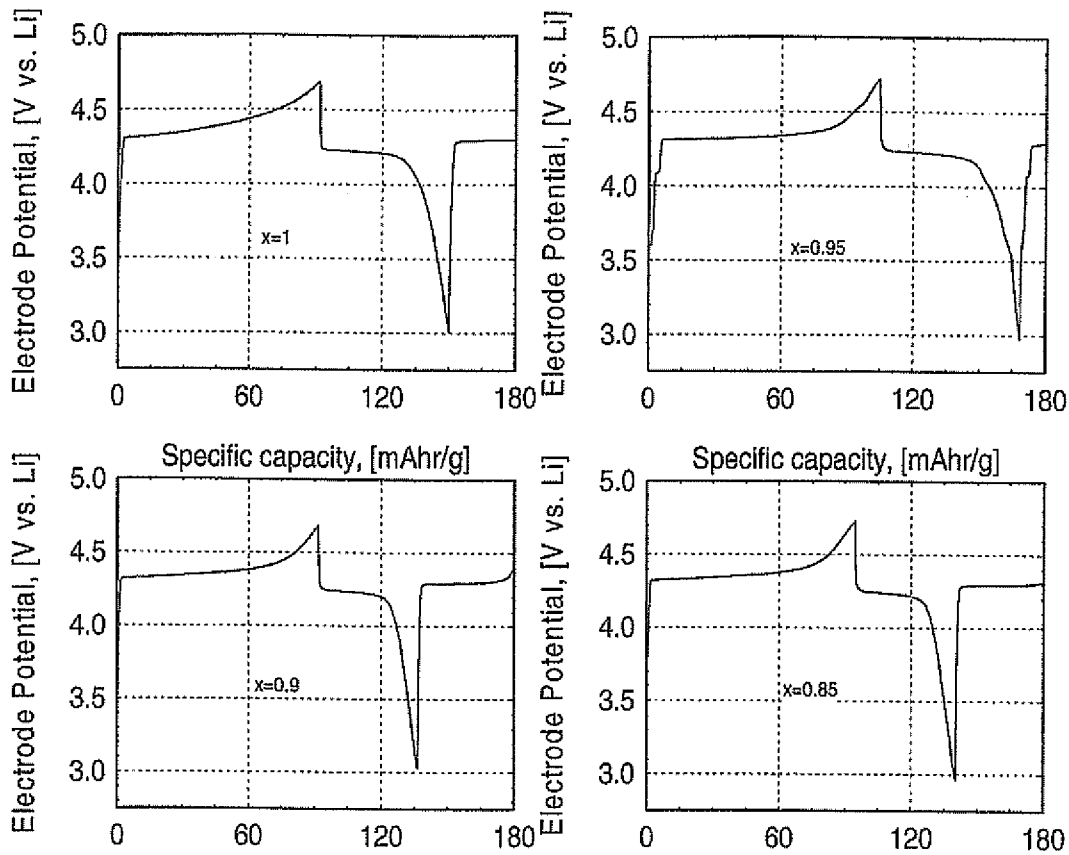 Electrode Potential, [V vs. Li]
5.0
4.5
4.0
3.5
3.0
x=1
0 60 120 180
Specific capacity, [mAhr/g]
Electrode Potential, [V vs. Li]
5.0
4.5
4.0
3.5
3.0
x=0.95
0 60 120 180
Specific capacity, [mAhr/g]
Electrode Potential, [V vs. Li]
5.0
4.5
4.0
3.5
3.0
x=0.9
0 60 120 180
Electrode Potential, [V vs. Li]
5.0
4.5
4.0
3.5
3.0
x=0.85
0 60 120 180